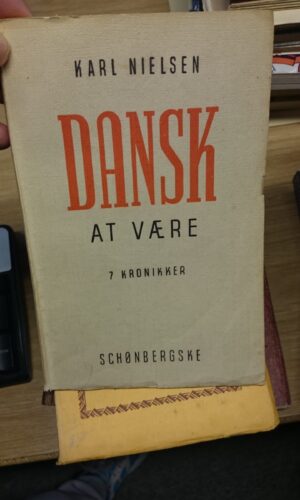 KARL NIELSEN
DANSK
AT VÆRE
7 KRONIKKER
SCHØNBERGSKE